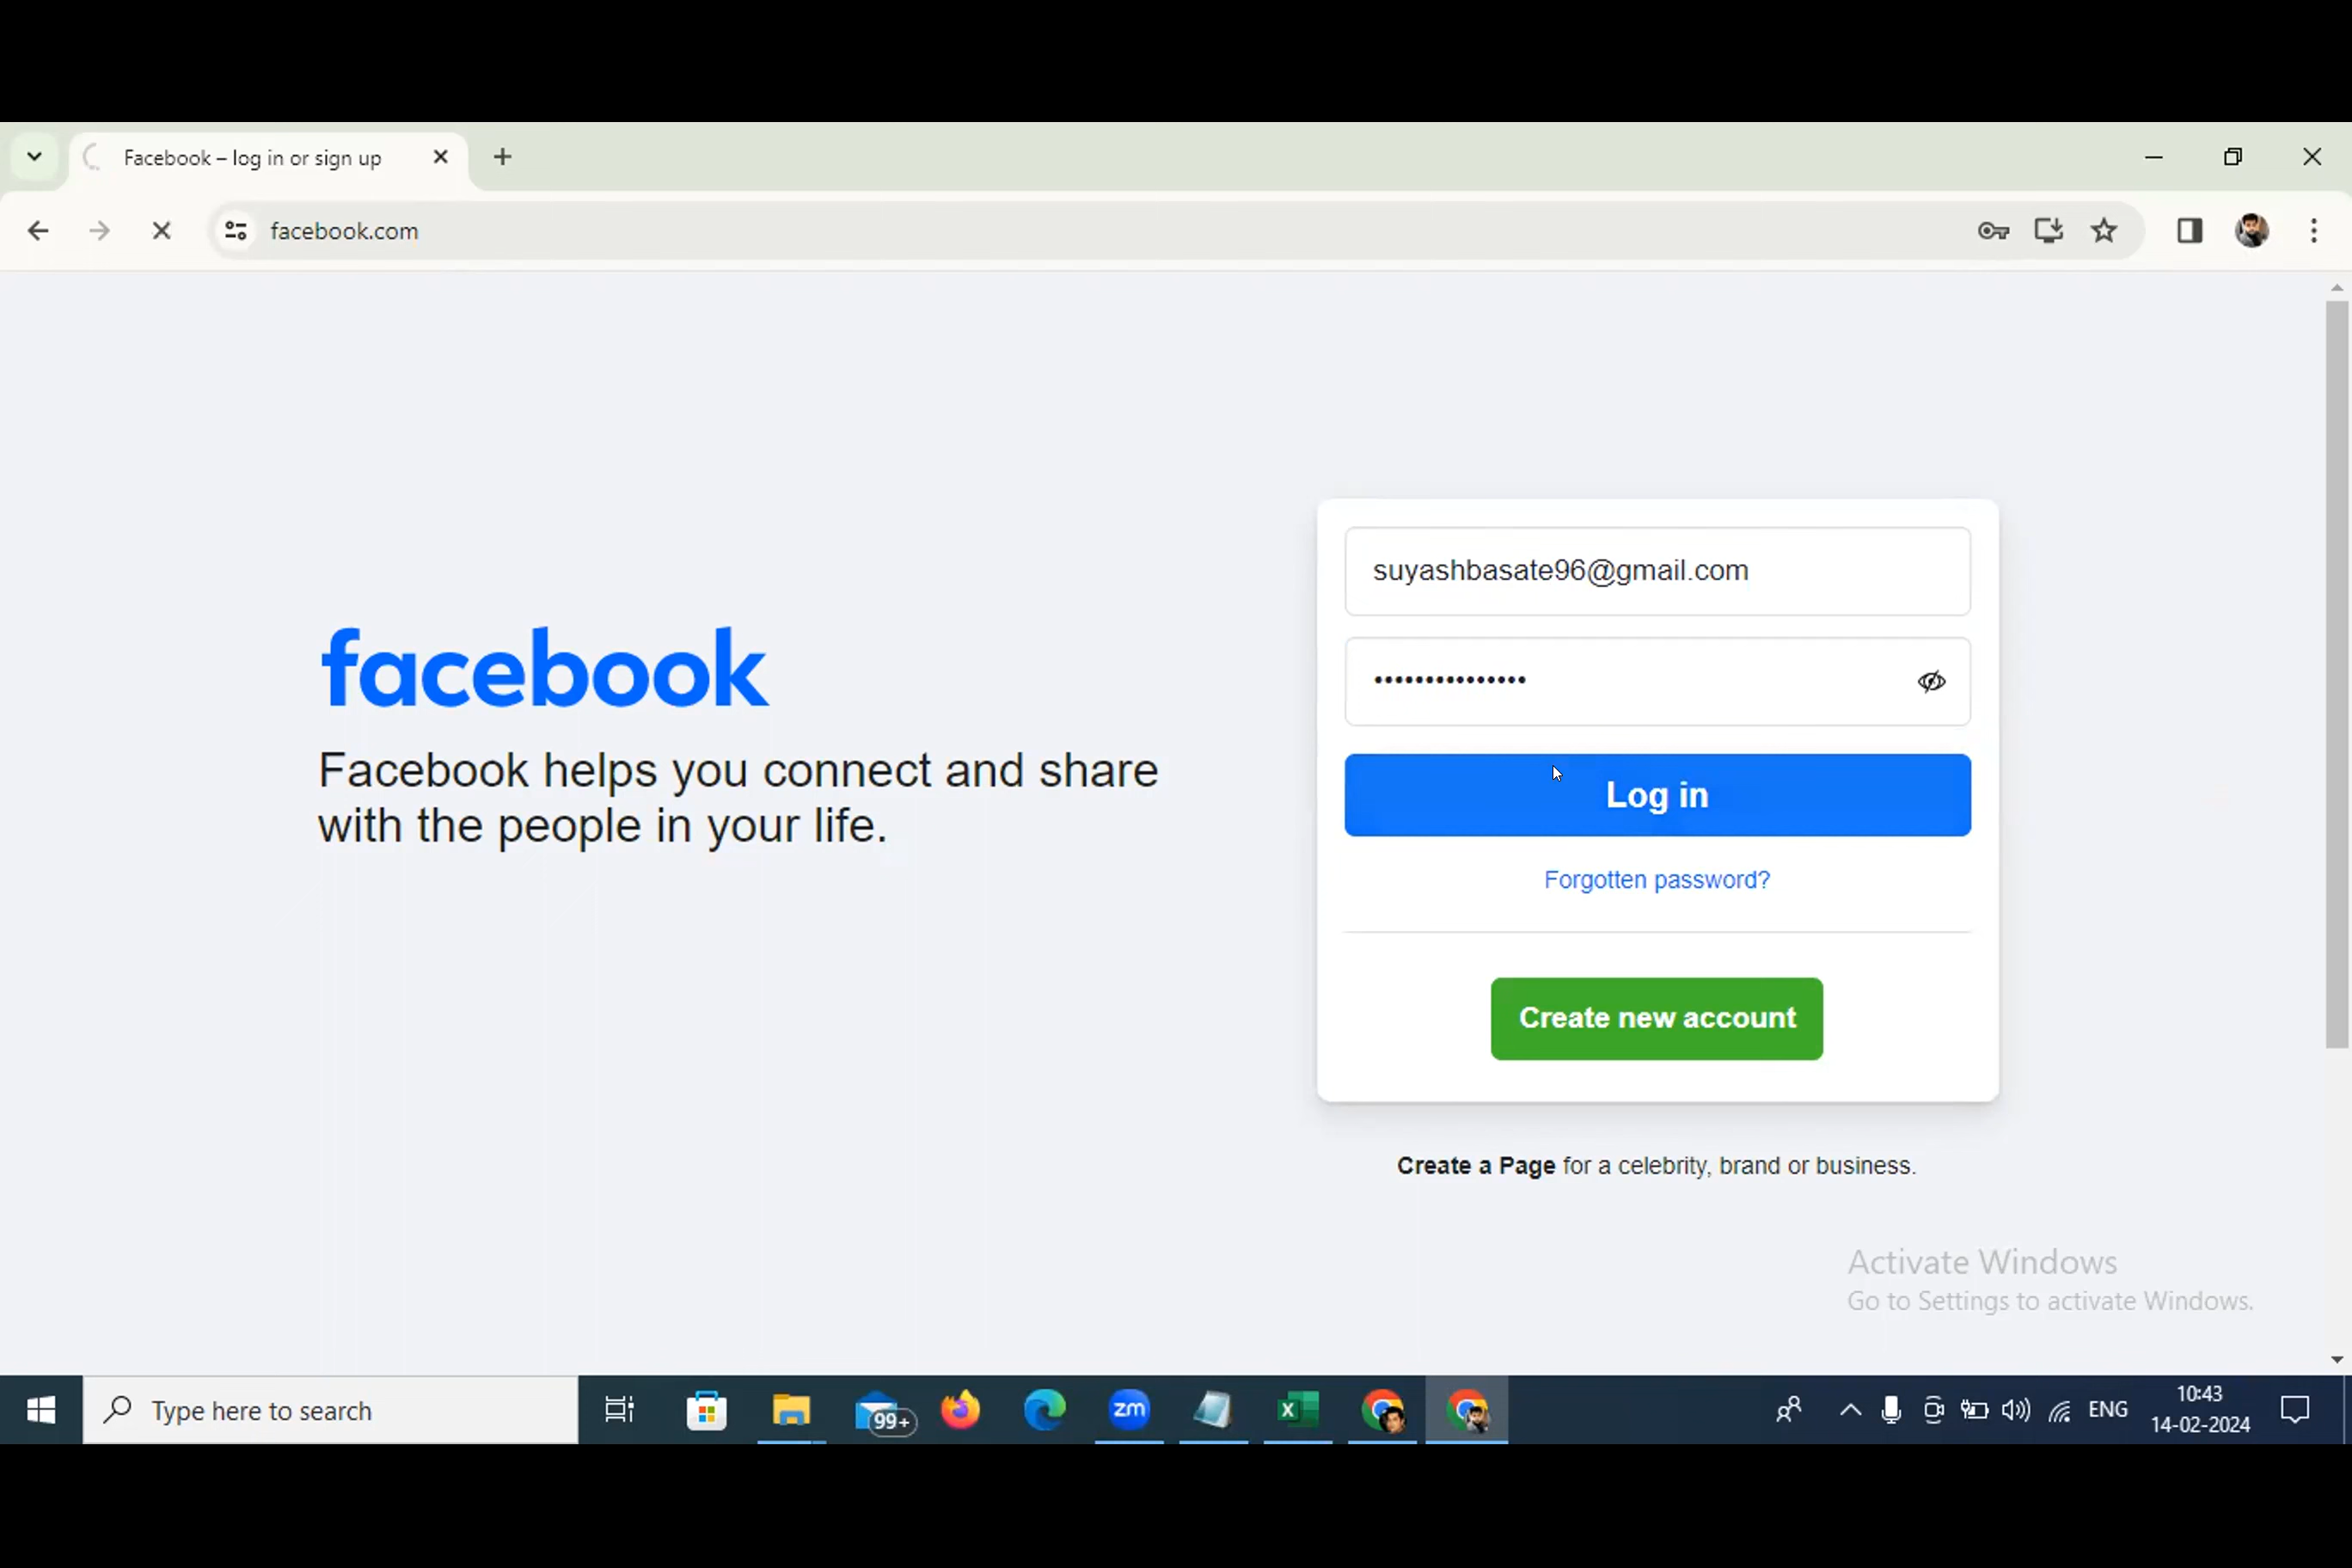 Facebook – log in or sign up
facebook.com
suyashbasate96@gmail.com
facebook
Facebook helps you connect and share
with the people in your life.
Log in
Forgotten password?
Create new account
Create a Page for a celebrity, brand or business.
Activate Windows
Go to Settings to activate Windows.
Type here to search
99+
zm
X
ENG
10:43
14-02-2024